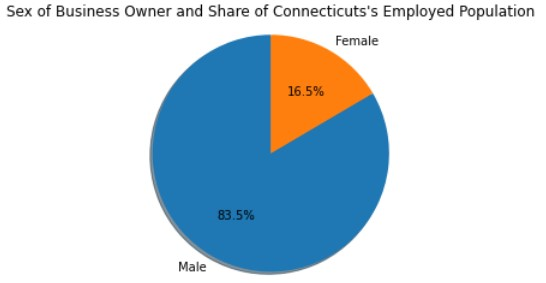 Sex of Business Owner and Share of Connecticuts's Employed Population
Female
16.5%
83.5%
Male